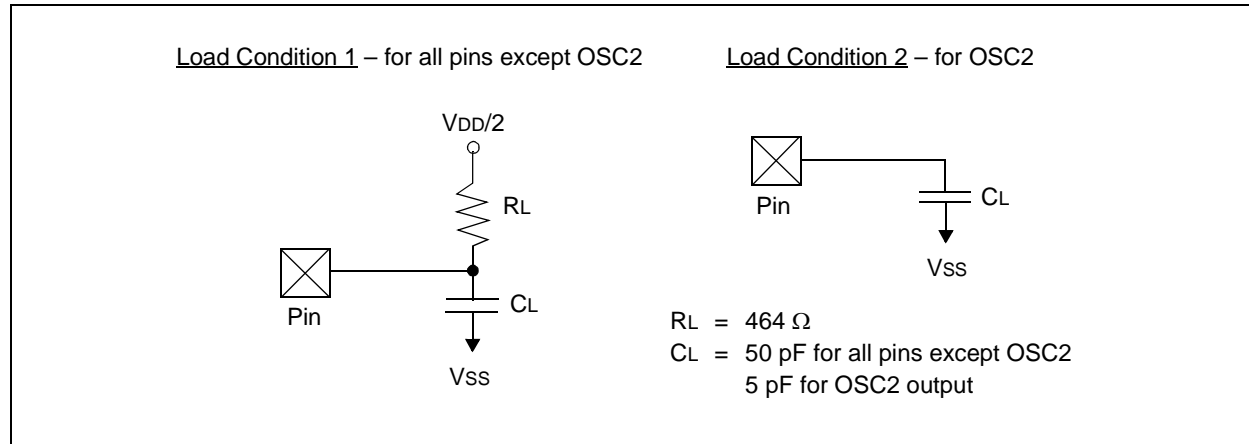 Load Condition 1 – for all pins except OSC2
Load Condition 2 – for OSC2
VDD/2
RL
Pin
CL
VSS
Pin
CL
VSS
RL = 464 Ω
CL = 50 pF for all pins except OSC2
5 pF for OSC2 output